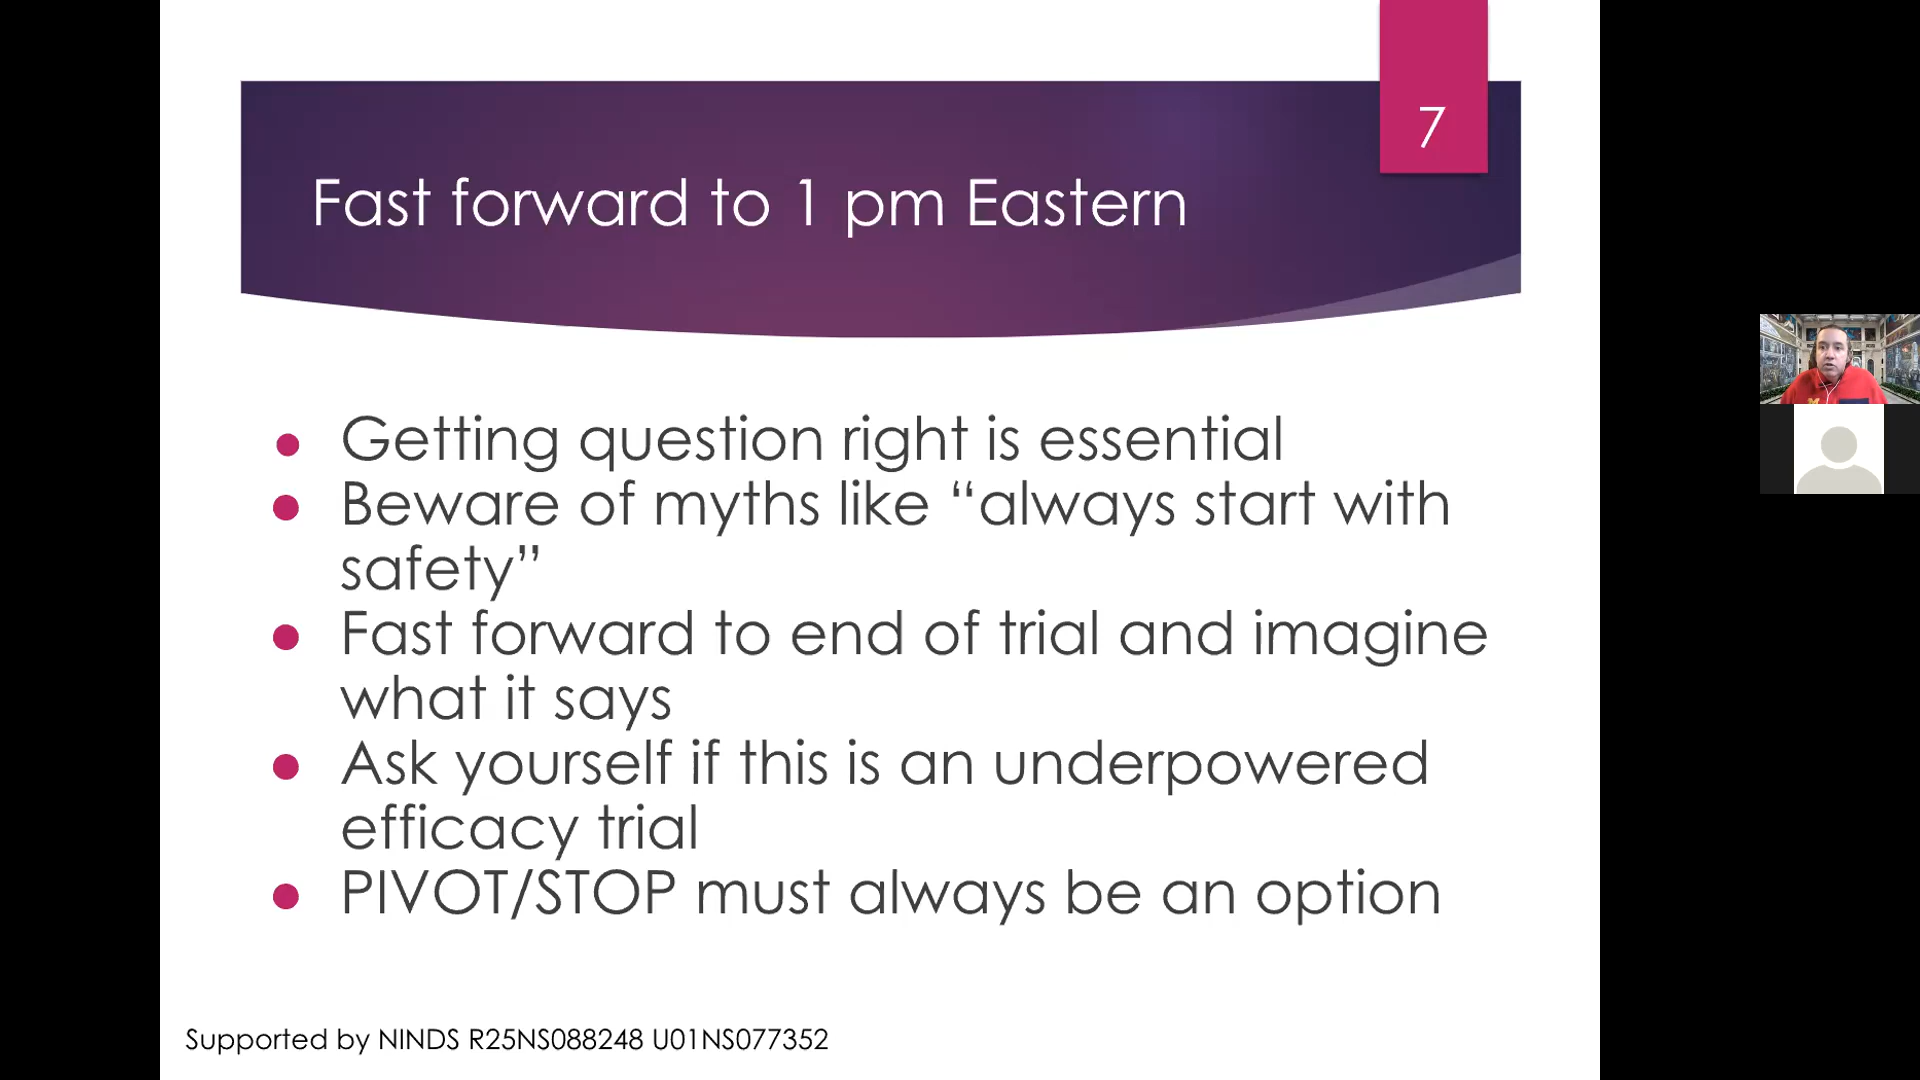 7
Fast forward to 1 pm Eastern
Getting question right is essential
Beware of myths like “always start with
safety”
Fast forward to end of trial and imagine
what it says
Ask yourself if this is an underpowered
efficacy trial
PIVOT/STOP must always be an option
Supported by NINDS R25NS088248 U01NS077352